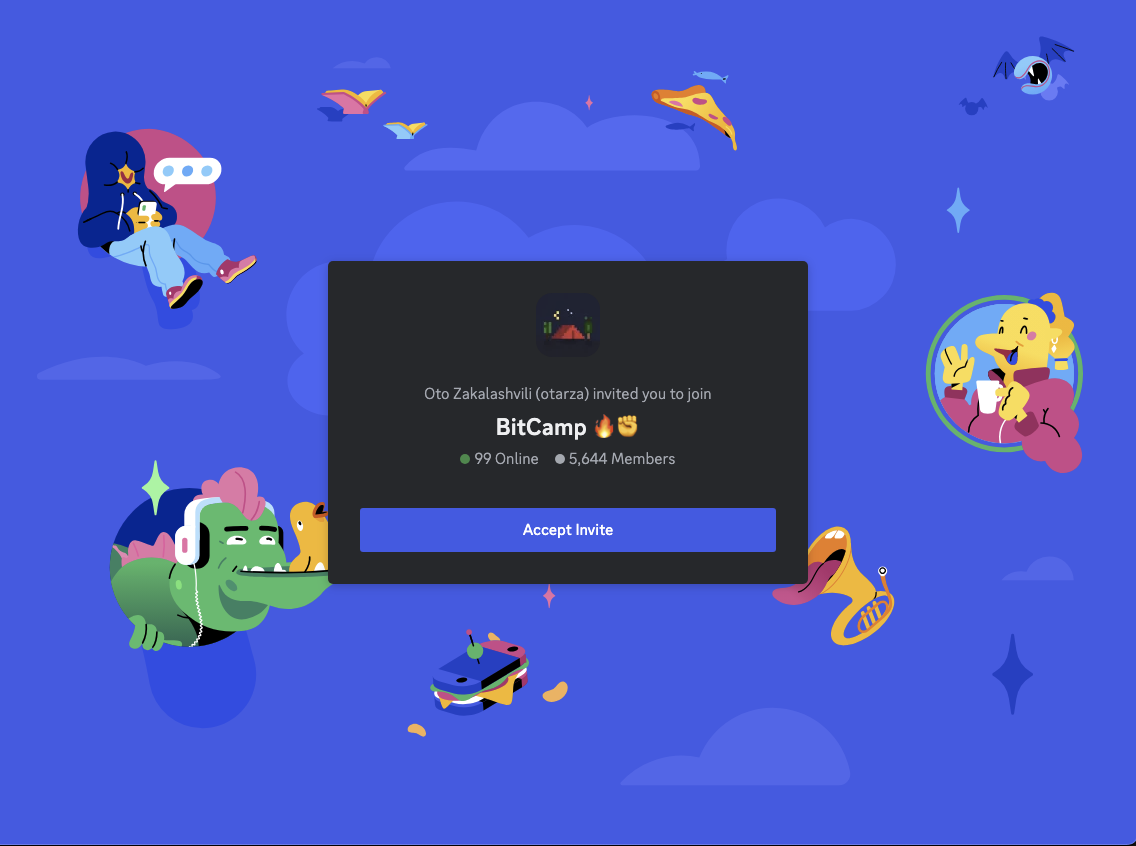 Oto Zakalashvili (otarza) invited you to join
BitCamp 🔥✊
99 Online 5,644 Members
Accept Invite